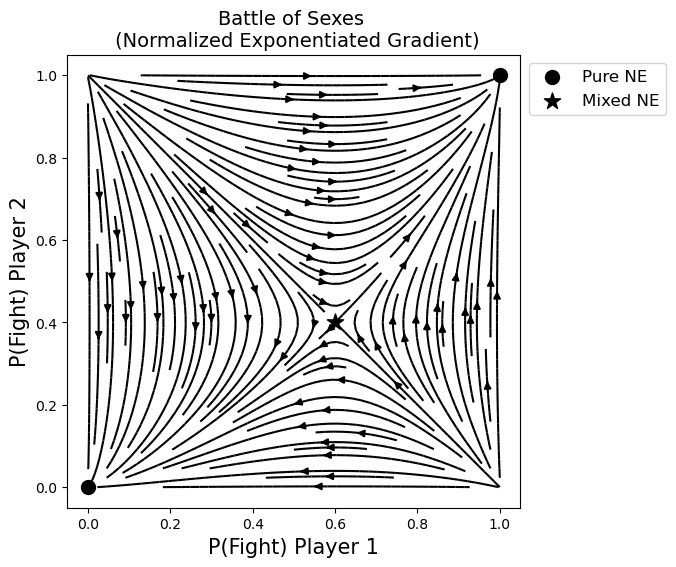 Battle of Sexes
(Normalized Exponentiated Gradient)
Pure NE
Mixed NE
P(Fight) Player 2
1.0
0.8
0.6
0.4
0.2
0.0
0.0 0.2 0.4 0.6 0.8 1.0
P(Fight) Player 1